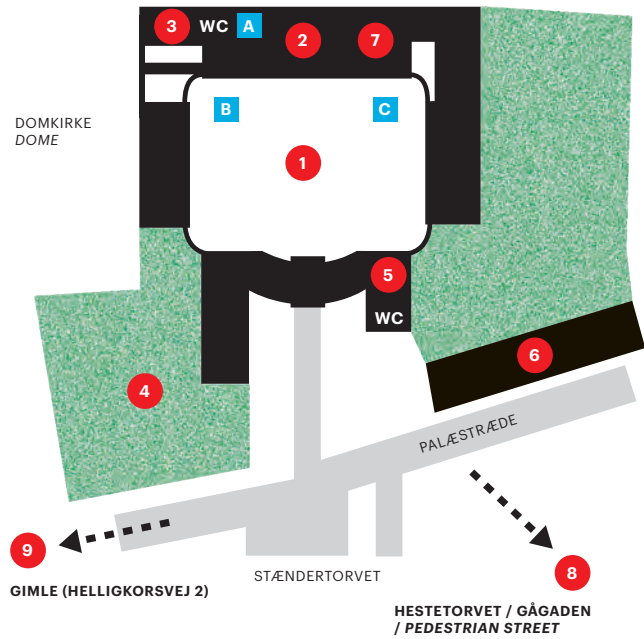 3 WC A 2 7
B C
DOMKIRKE
DOME
1
5
WC
6
4
PALÆSTRÆDE
9
GIMLE (HELLIGKORSVEJ 2)
STÆNDERTORVET
8
HESTETORVET / GÅGADEN
/ PEDESTRIAN STREET